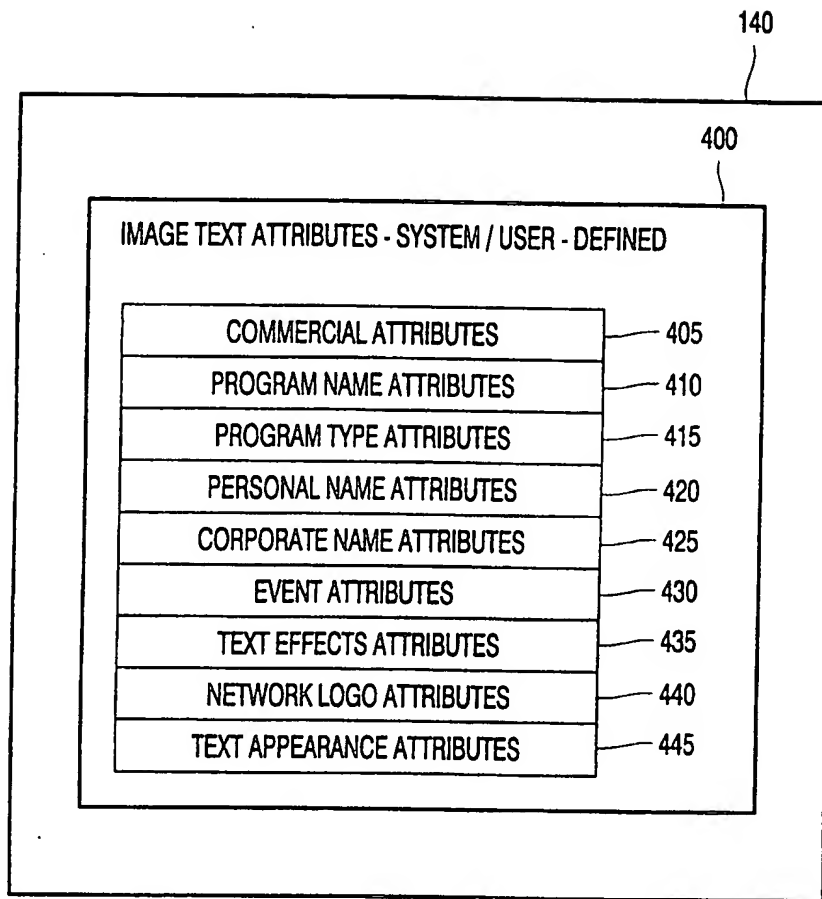 140
400
IMAGE TEXT ATTRIBUTES - SYSTEM / USER - DEFINED
COMMERCIAL ATTRIBUTES 405
PROGRAM NAME ATTRIBUTES 410
PROGRAM TYPE ATTRIBUTES 415
PERSONAL NAME ATTRIBUTES 420
CORPORATE NAME ATTRIBUTES 425
EVENT ATTRIBUTES 430
TEXT EFFECTS ATTRIBUTES 435
NETWORK LOGO ATTRIBUTES 440
TEXT APPEARANCE ATTRIBUTES 445